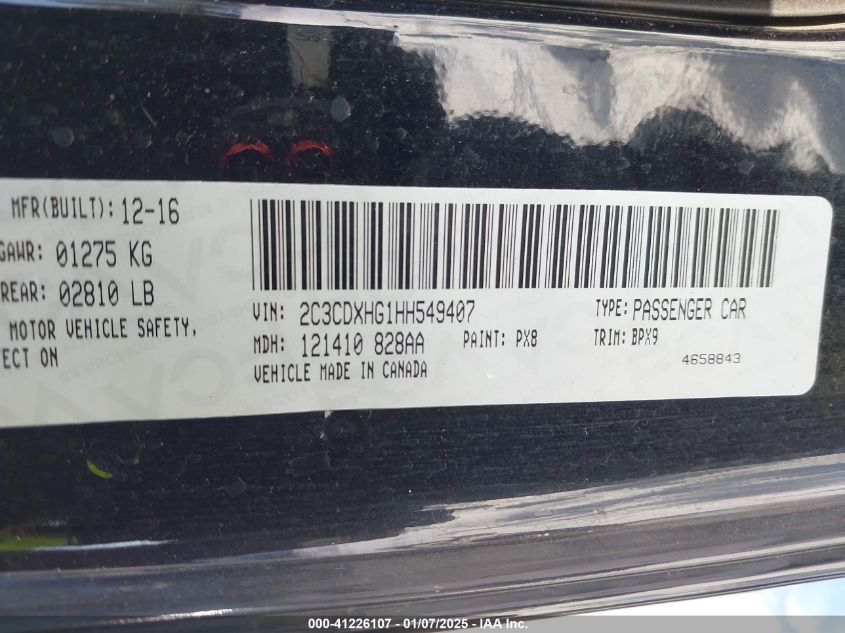 MFR(BUILT): 12-16
GAWR: 01275 KG
REAR: 02810 LB
MOTOR VEHICLE SAFETY,
ECT ON
VIN: 2C3CDXHG1HH549407 TYPE: PASSENGER CAR
MDH: 121410 828AA PAINT: PX8 TRIM: BPX9
VEHICLE MADE IN CANADA 4658843
000-41226107 - 01/07/2025 - IAA Inc.